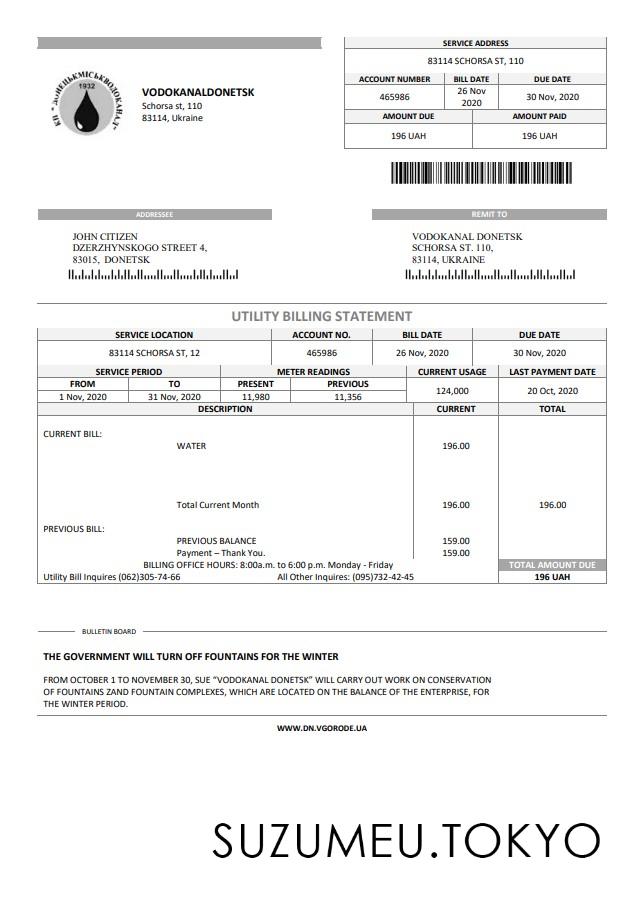 SERVICE ADDRESS
83114 SCHORSA ST, 110
ACCOUNT NUMBER BILL DATE DUE DATE
465986 26 Nov, 2020 30 Nov, 2020
AMOUNT DUE AMOUNT PAID
196 UAH 196 UAH
КП "ДОНЕЦЬКМІСЬКВОДОКАНАЛ"
1932
VODOKANALDONETSK
Schorsa st, 110
83114, Ukraine
ADDRESSEE
JOHN CITIZEN
DZERZHYNSKOGO STREET 4,
83015, DONETSK
REMIT TO
VODOKANAL DONETSK
SCHORSA ST. 110,
83114, UKRAINE
UTILITY BILLING STATEMENT
SERVICE LOCATION ACCOUNT NO. BILL DATE DUE DATE
83114 SCHORSA ST, 12 465986 26 Nov, 2020 30 Nov, 2020
SERVICE PERIOD METER READINGS CURRENT USAGE LAST PAYMENT DATE
FROM TO PRESENT PREVIOUS
124,000 20 Oct, 2020
1 Nov, 2020 31 Nov, 2020 11,980 11,356
DESCRIPTION CURRENT TOTAL
CURRENT BILL:
WATER 196.00
Total Current Month 196.00 196.00
PREVIOUS BILL:
PREVIOUS BALANCE 159.00
Payment – Thank You. 159.00
BILLING OFFICE HOURS: 8:00a.m. to 6:00 p.m. Monday - Friday TOTAL AMOUNT DUE
Utility Bill Inquires (062)305-74-66 All Other Inquires: (095)732-42-45 196 UAH
BULLETIN BOARD
THE GOVERNMENT WILL TURN OFF FOUNTAINS FOR THE WINTER
FROM OCTOBER 1 TO NOVEMBER 30, SUE "VODOKANAL DONETSK" WILL CARRY OUT WORK ON CONSERVATION
OF FOUNTAINS ZAND FOUNTAIN COMPLEXES, WHICH ARE LOCATED ON THE BALANCE OF THE ENTERPRISE, FOR
THE WINTER PERIOD.
WWW.DN.VGORODE.UA
SUZUMEU.TOKYO